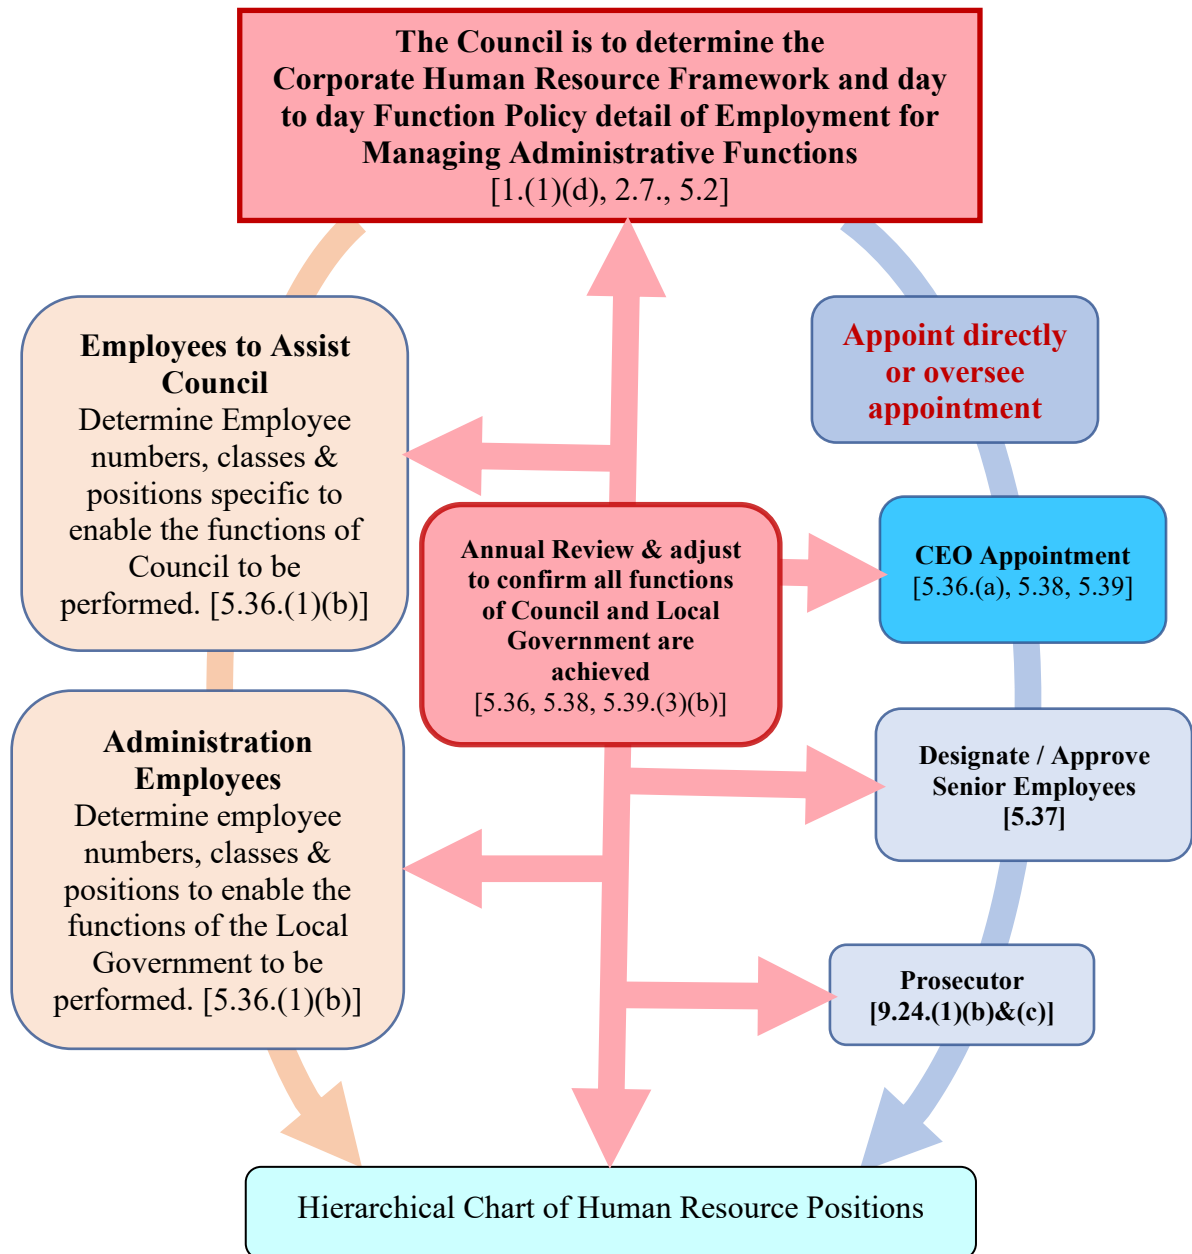 The Council is to determine the
Corporate Human Resource Framework and day
to day Function Policy detail of Employment for
Managing Administrative Functions
[1.(1)(d), 2.7., 5.2]
Employees to Assist
Council
Determine Employee
numbers, classes &
positions specific to
enable the functions of
Council to be
performed. [5.36.(1)(b)]
Administration
Employees
Determine employee
numbers, classes &
positions to enable the
functions of the Local
Government to be
performed. [5.36.(1)(b)]
Annual Review & adjust
to confirm all functions
of Council and Local
Government are
achieved
[5.36, 5.38, 5.39.(3)(b)]
Appoint directly
or oversee
appointment
CEO Appointment
[5.36.(a), 5.38, 5.39]
Designate / Approve
Senior Employees
[5.37]
Prosecutor
[9.24.(1)(b)&(c)]
Hierarchical Chart of Human Resource Positions